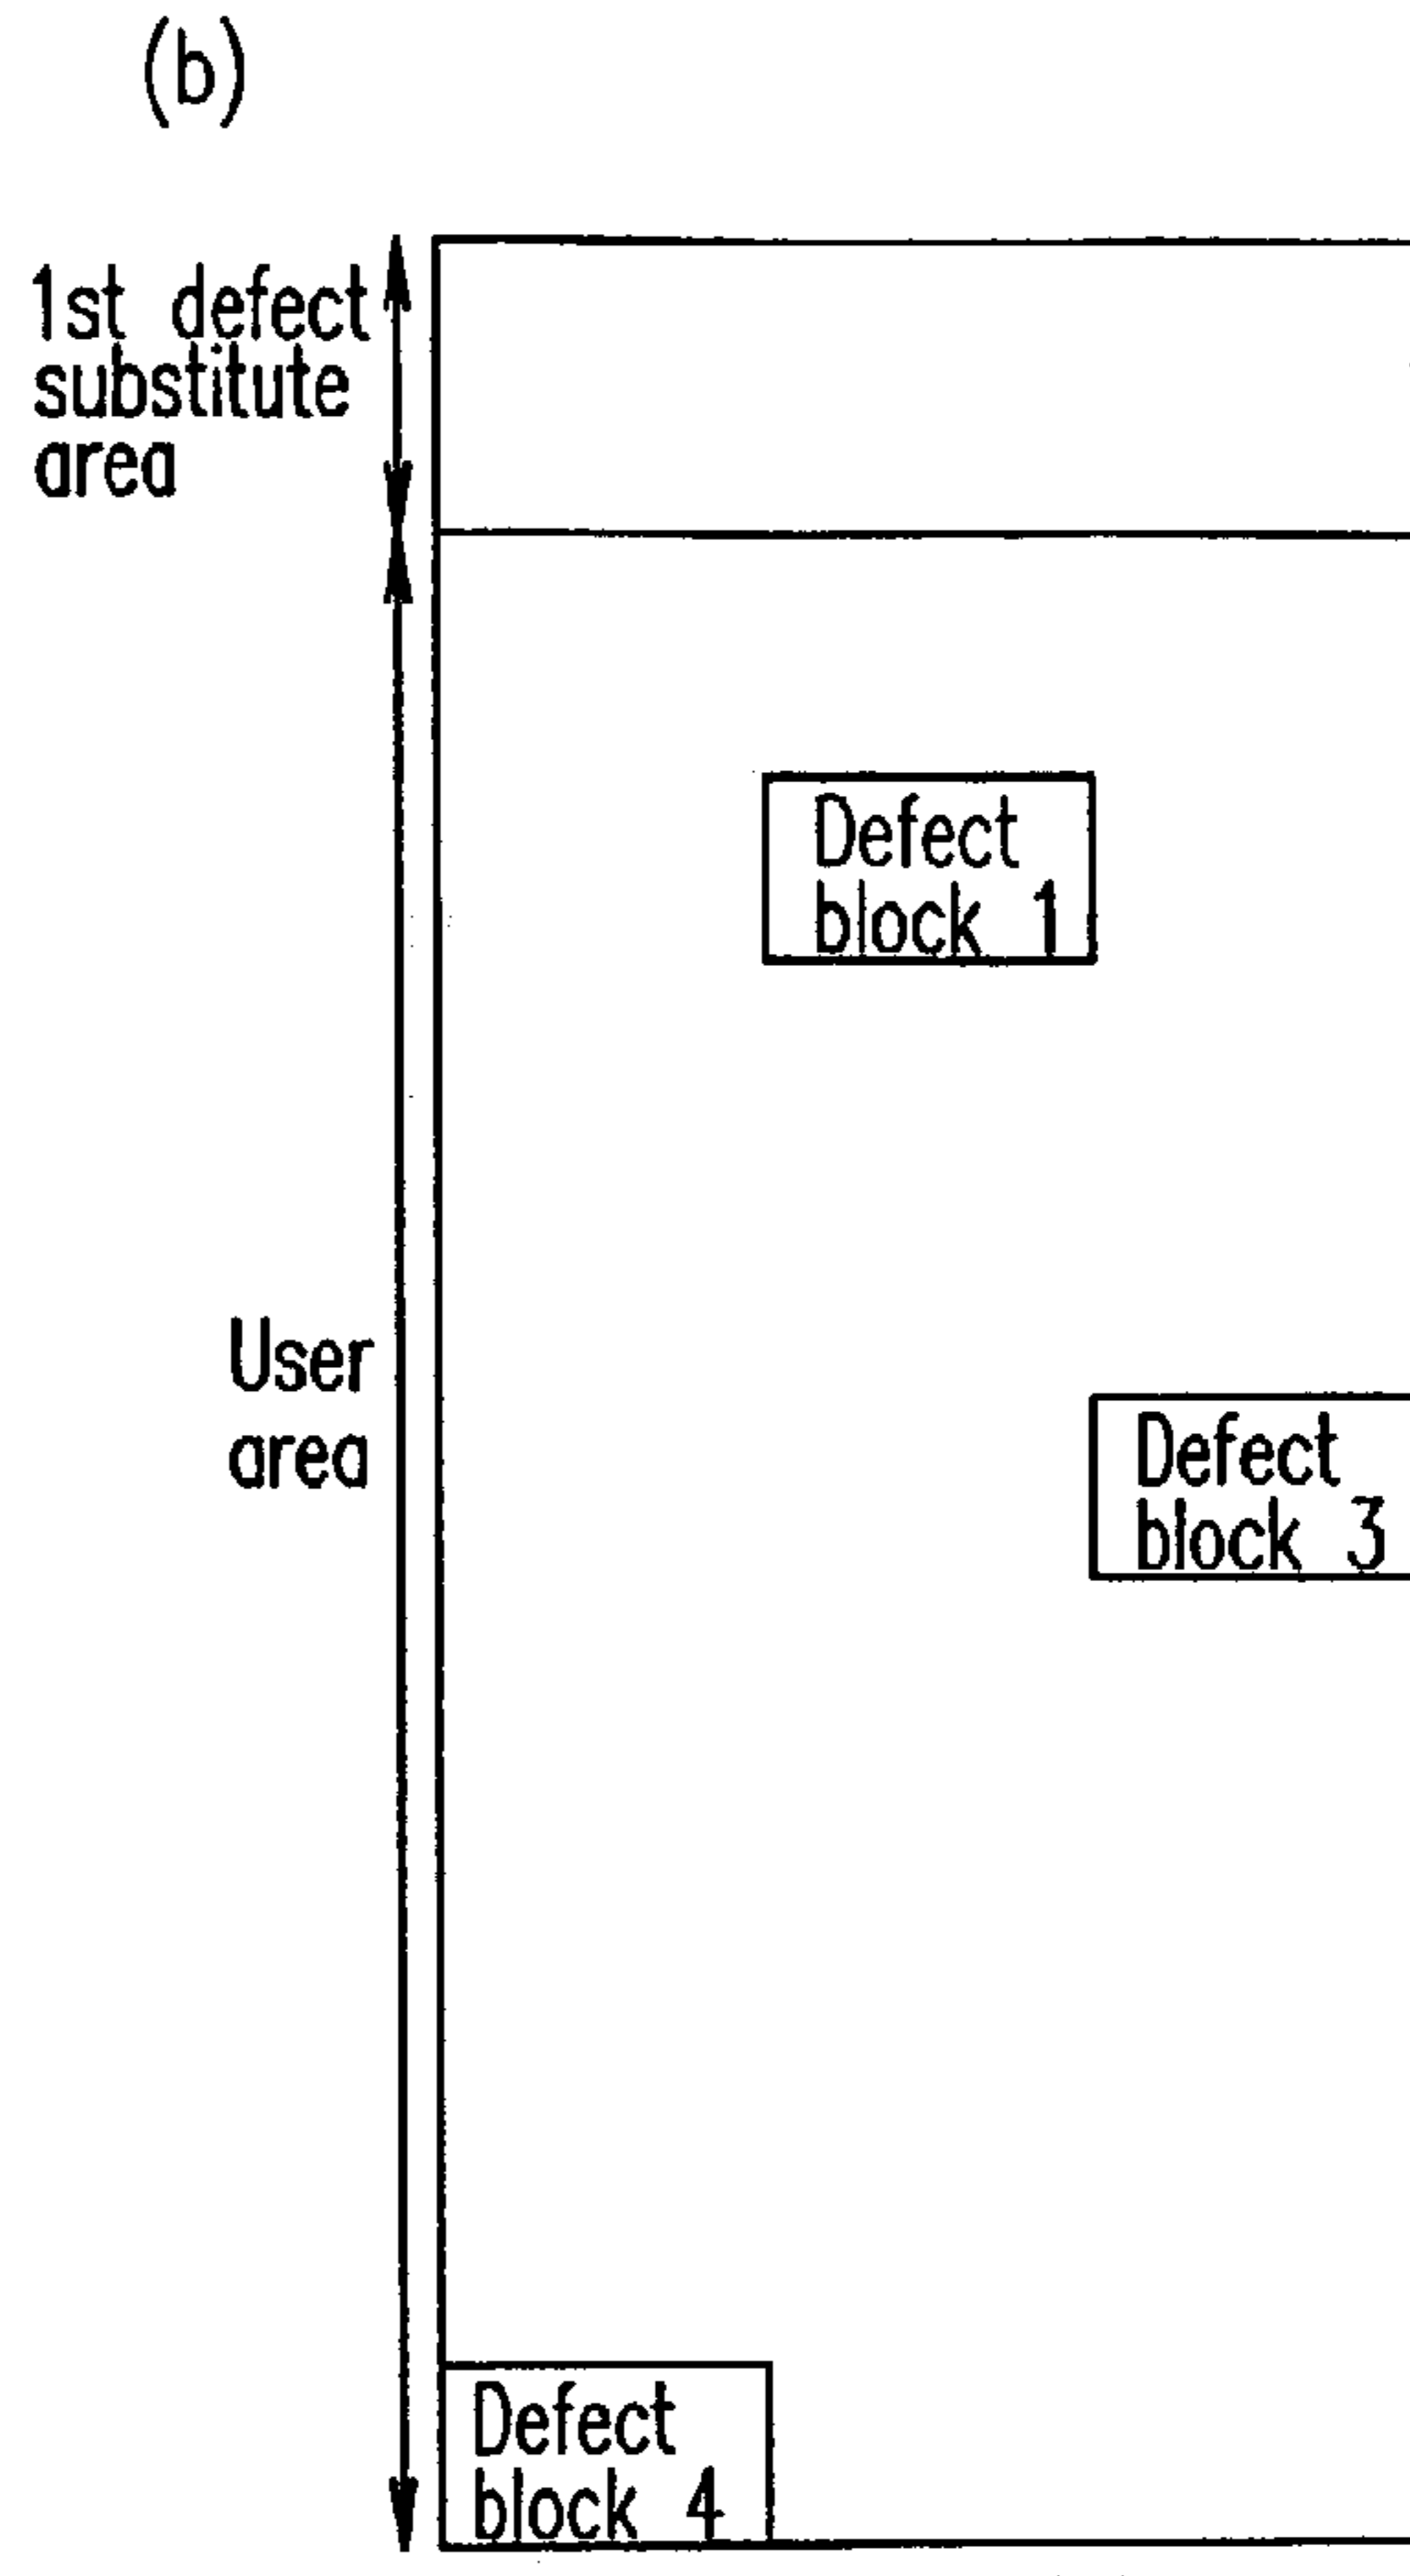 (b)
1st defect
substitute
area
Defect
block 1
User
area
Defect
block 3
Defect
block 4